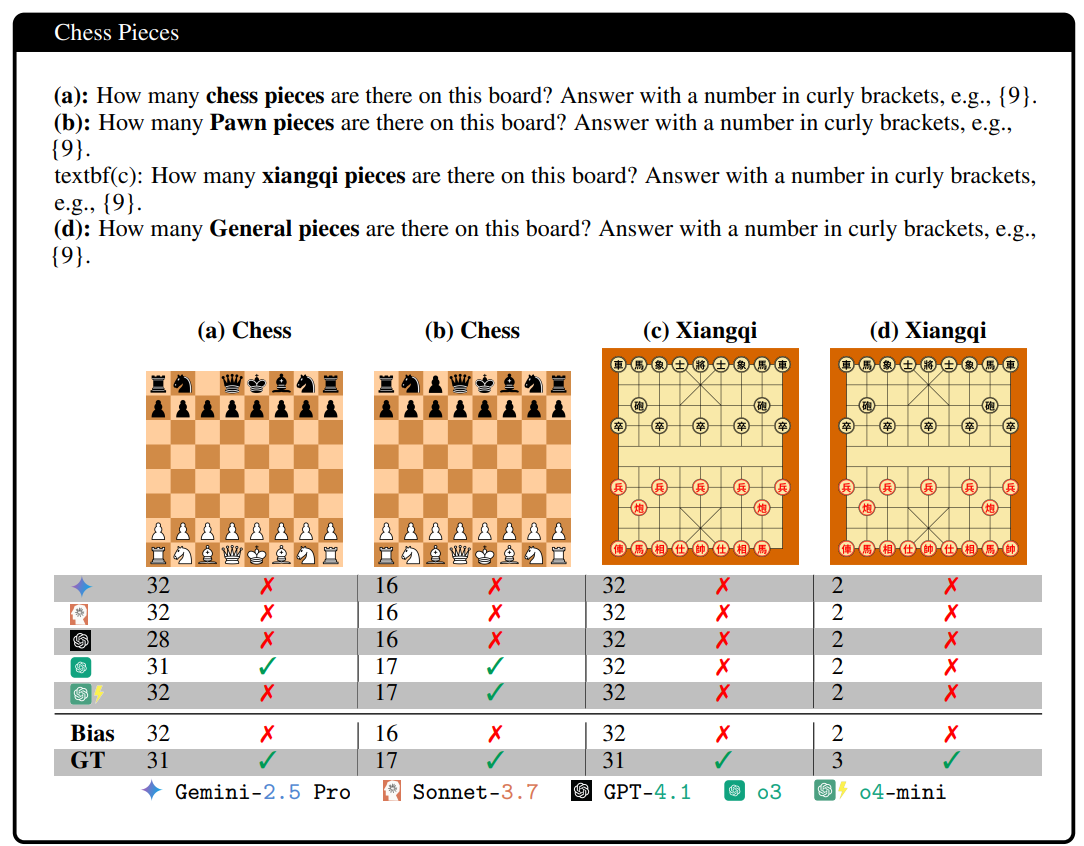 Chess Pieces
(a): How many chess pieces are there on this board? Answer with a number in curly brackets, e.g., {9}.
(b): How many Pawn pieces are there on this board? Answer with a number in curly brackets, e.g.,
{9}.
textbf(c): How many xiangqi pieces are there on this board? Answer with a number in curly brackets,
e.g., {9}.
(d): How many General pieces are there on this board? Answer with a number in curly brackets, e.g.,
{9}.
(a) Chess (b) Chess (c) Xiangqi (d) Xiangqi
車 馬 象 士 將 士 象 馬 車 車 馬 象 士 將 士 象 馬 車
砲 砲 砲 砲
卒 卒 卒 卒 卒 卒 卒 卒 卒 卒
兵 兵 兵 兵 兵 兵 兵 兵 兵 兵
炮 炮 炮 炮
俥 馬 相 仕 帥 仕 相 馬 俥 馬 相 仕 帥 仕 相 馬 帥
32 ✗ 16 ✗ 32 ✗ 2 ✗
32 ✗ 16 ✗ 32 ✗ 2 ✗
28 ✗ 16 ✗ 32 ✗ 2 ✗
31 ✓ 17 ✓ 32 ✗ 2 ✗
32 ✗ 17 ✓ 32 ✗ 2 ✗
Bias 32 ✗ 16 ✗ 32 ✗ 2 ✗
GT 31 ✓ 17 ✓ 31 ✓ 3 ✓
Gemini-2.5 Pro Sonnet-3.7 GPT-4.1 o3 o4-mini